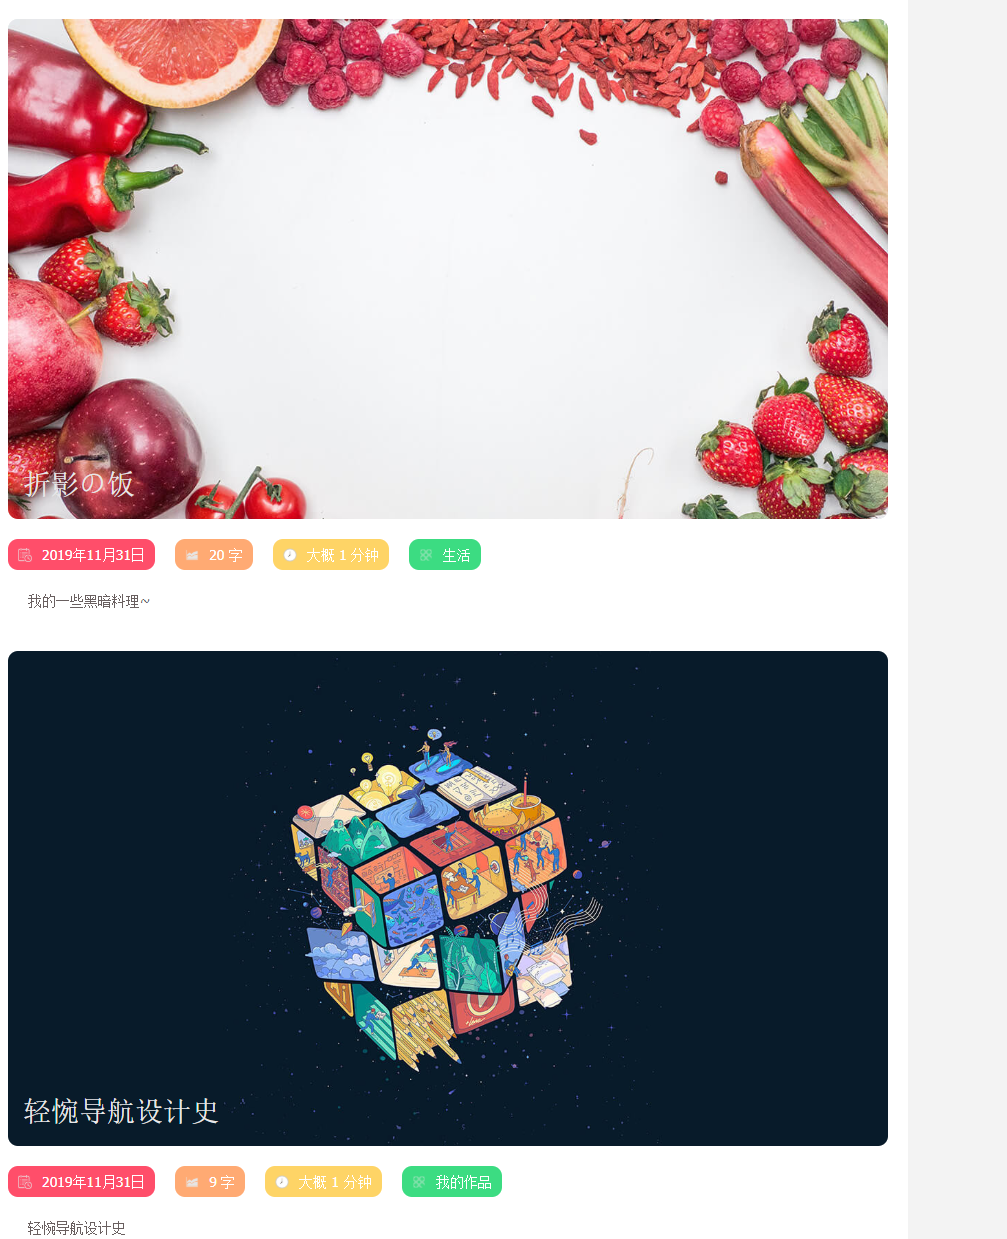 折影の饭
2019年11月31日 20 字 大概 1 分钟 生活
我的一些黑暗料理~
轻惋导航设计史
2019年11月31日 9 字 大概 1 分钟 我的作品
轻惋导航设计史